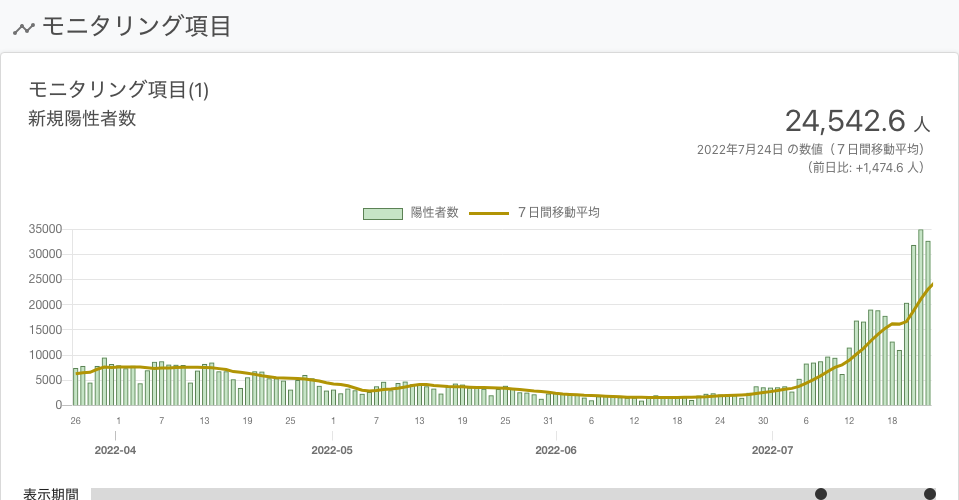 モニタリング項目
モニタリング項目(1)
新規陽性者数
24,542.6 人
2022年7月24日 の数値（７日間移動平均）
（前日比: +1,474.6 人）
陽性者数 ７日間移動平均
35000
30000
25000
20000
15000
10000
5000
0
26 1 7 13 19 25 1 7 13 19 25 31 6 12 18 24 30 6 12 18
2022-04 2022-05 2022-06 2022-07
表示期間